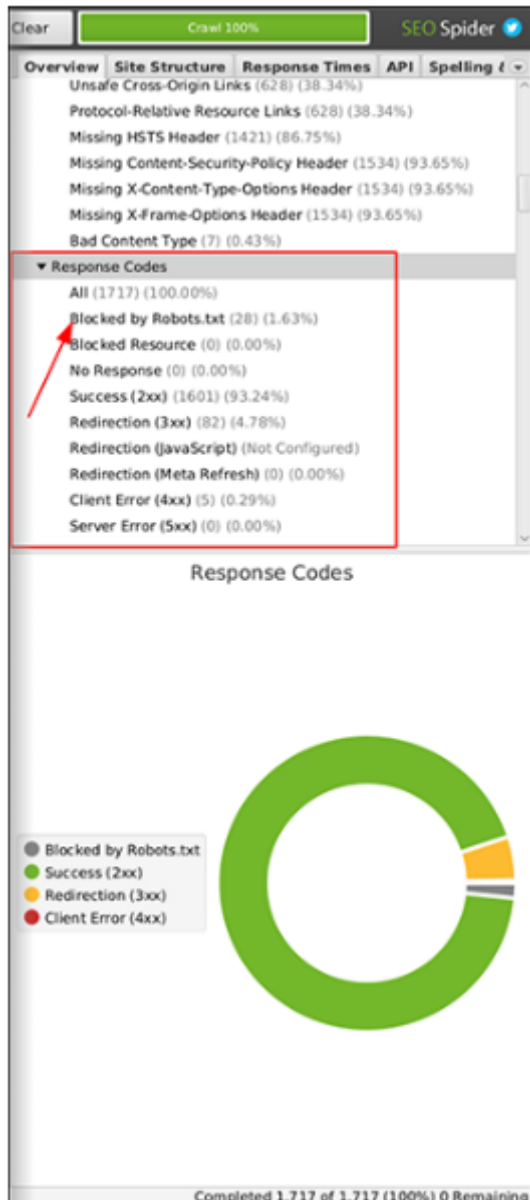 Clear Crawl 100% SEO Spider
Overview Site Structure Response Times API Spelling &
Unsafe Cross-Origin Links (628) (38.34%)
Protocol-Relative Resource Links (628) (38.34%)
Missing HSTS Header (1421) (86.75%)
Missing Content-Security-Policy Header (1534) (93.65%)
Missing X-Content-Type-Options Header (1534) (93.65%)
Missing X-Frame-Options Header (1534) (93.65%)
Bad Content Type (7) (0.43%)
Response Codes
All (1717) (100.00%)
Blocked by Robots.txt (28) (1.63%)
Blocked Resource (0) (0.00%)
No Response (0) (0.00%)
Success (2xx) (1601) (93.24%)
Redirection (3xx) (82) (4.78%)
Redirection (JavaScript) (Not Configured)
Redirection (Meta Refresh) (0) (0.00%)
Client Error (4xx) (5) (0.29%)
Server Error (5xx) (0) (0.00%)
Response Codes
Blocked by Robots.txt
Success (2xx)
Redirection (3xx)
Client Error (4xx)
Completed 1,717 of 1,717 (100%) 0 Remaining